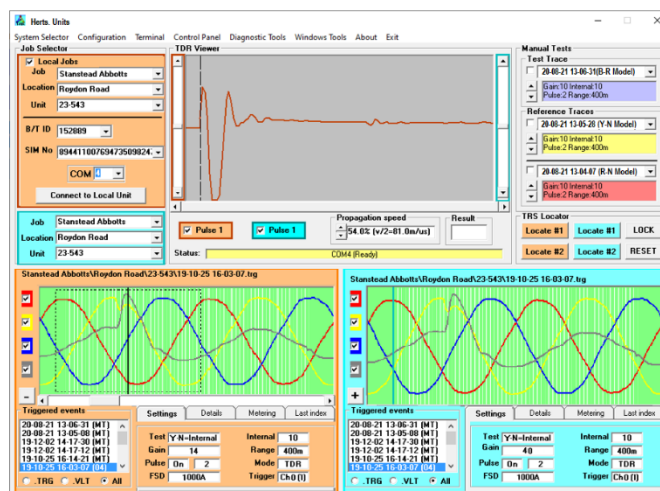 Herts. Units
System Selector Configuration Terminal Control Panel Diagnostic Tools Windows Tools About Exit
Job Selector
Local Jobs
Job Stanstead Abbotts
Location Roydon Road
Unit 23-543
B/T ID 152889
SIM No 8944110076947350982
COM 4
Connect to Local Unit
Job Stanstead Abbotts
Location Roydon Road
Unit 23-543
TDR Viewer
Pulse 1
Pulse 1
Propagation speed
54.0% (v/2=81.0m/us)
Result
Status: COM4 (Ready)
Manual Tests
Test Trace
20-08-21 13-06-31(B-R Model)
Gain:10 Internal:10
Pulse:2 Range:400m
Reference Traces
20-08-21 13-05-28 (Y-N Model)
Gain:10 Internal:10
Pulse:2 Range:400m
20-08-21 13-04-07 (R-N Model)
Gain:10 Internal:10
Pulse:2 Range:400m
TRS Locator
Locate #1 Locate #1 LOCK
Locate #2 Locate #2 RESET
Stanstead Abbotts\Roydon Road\23-543\19-10-25 16-03-07.trg
Triggered events
20-08-21 13-06-31 (MT)
20-08-21 13-05-08 (MT)
19-12-02 14-17-30 (MT)
19-12-02 14-17-12 (MT)
19-10-25 16-14-21 (MT)
19-10-25 16-03-07 (04)
.TRG .VLT All
Settings Details Metering Last index
Test Y-N=Internal Internal 10
Gain 14 Range 400m
Pulse On 2 Mode TDR
FSD 1000A Trigger Ch0 (I)
Stanstead Abbotts\Roydon Road\23-543\19-10-25 16-03-07.trg
Triggered events
20-08-21 13-06-31 (MT)
20-08-21 13-05-08 (MT)
19-12-02 14-17-30 (MT)
19-12-02 14-17-12 (MT)
19-10-25 16-14-21 (MT)
19-10-25 16-03-07 (04)
.TRG .VLT All
Settings Details Metering Last index
Test Y-N=Internal Internal 10
Gain 40 Range 400m
Pulse On 2 Mode TDR
FSD 1000A Trigger Ch0 (I)